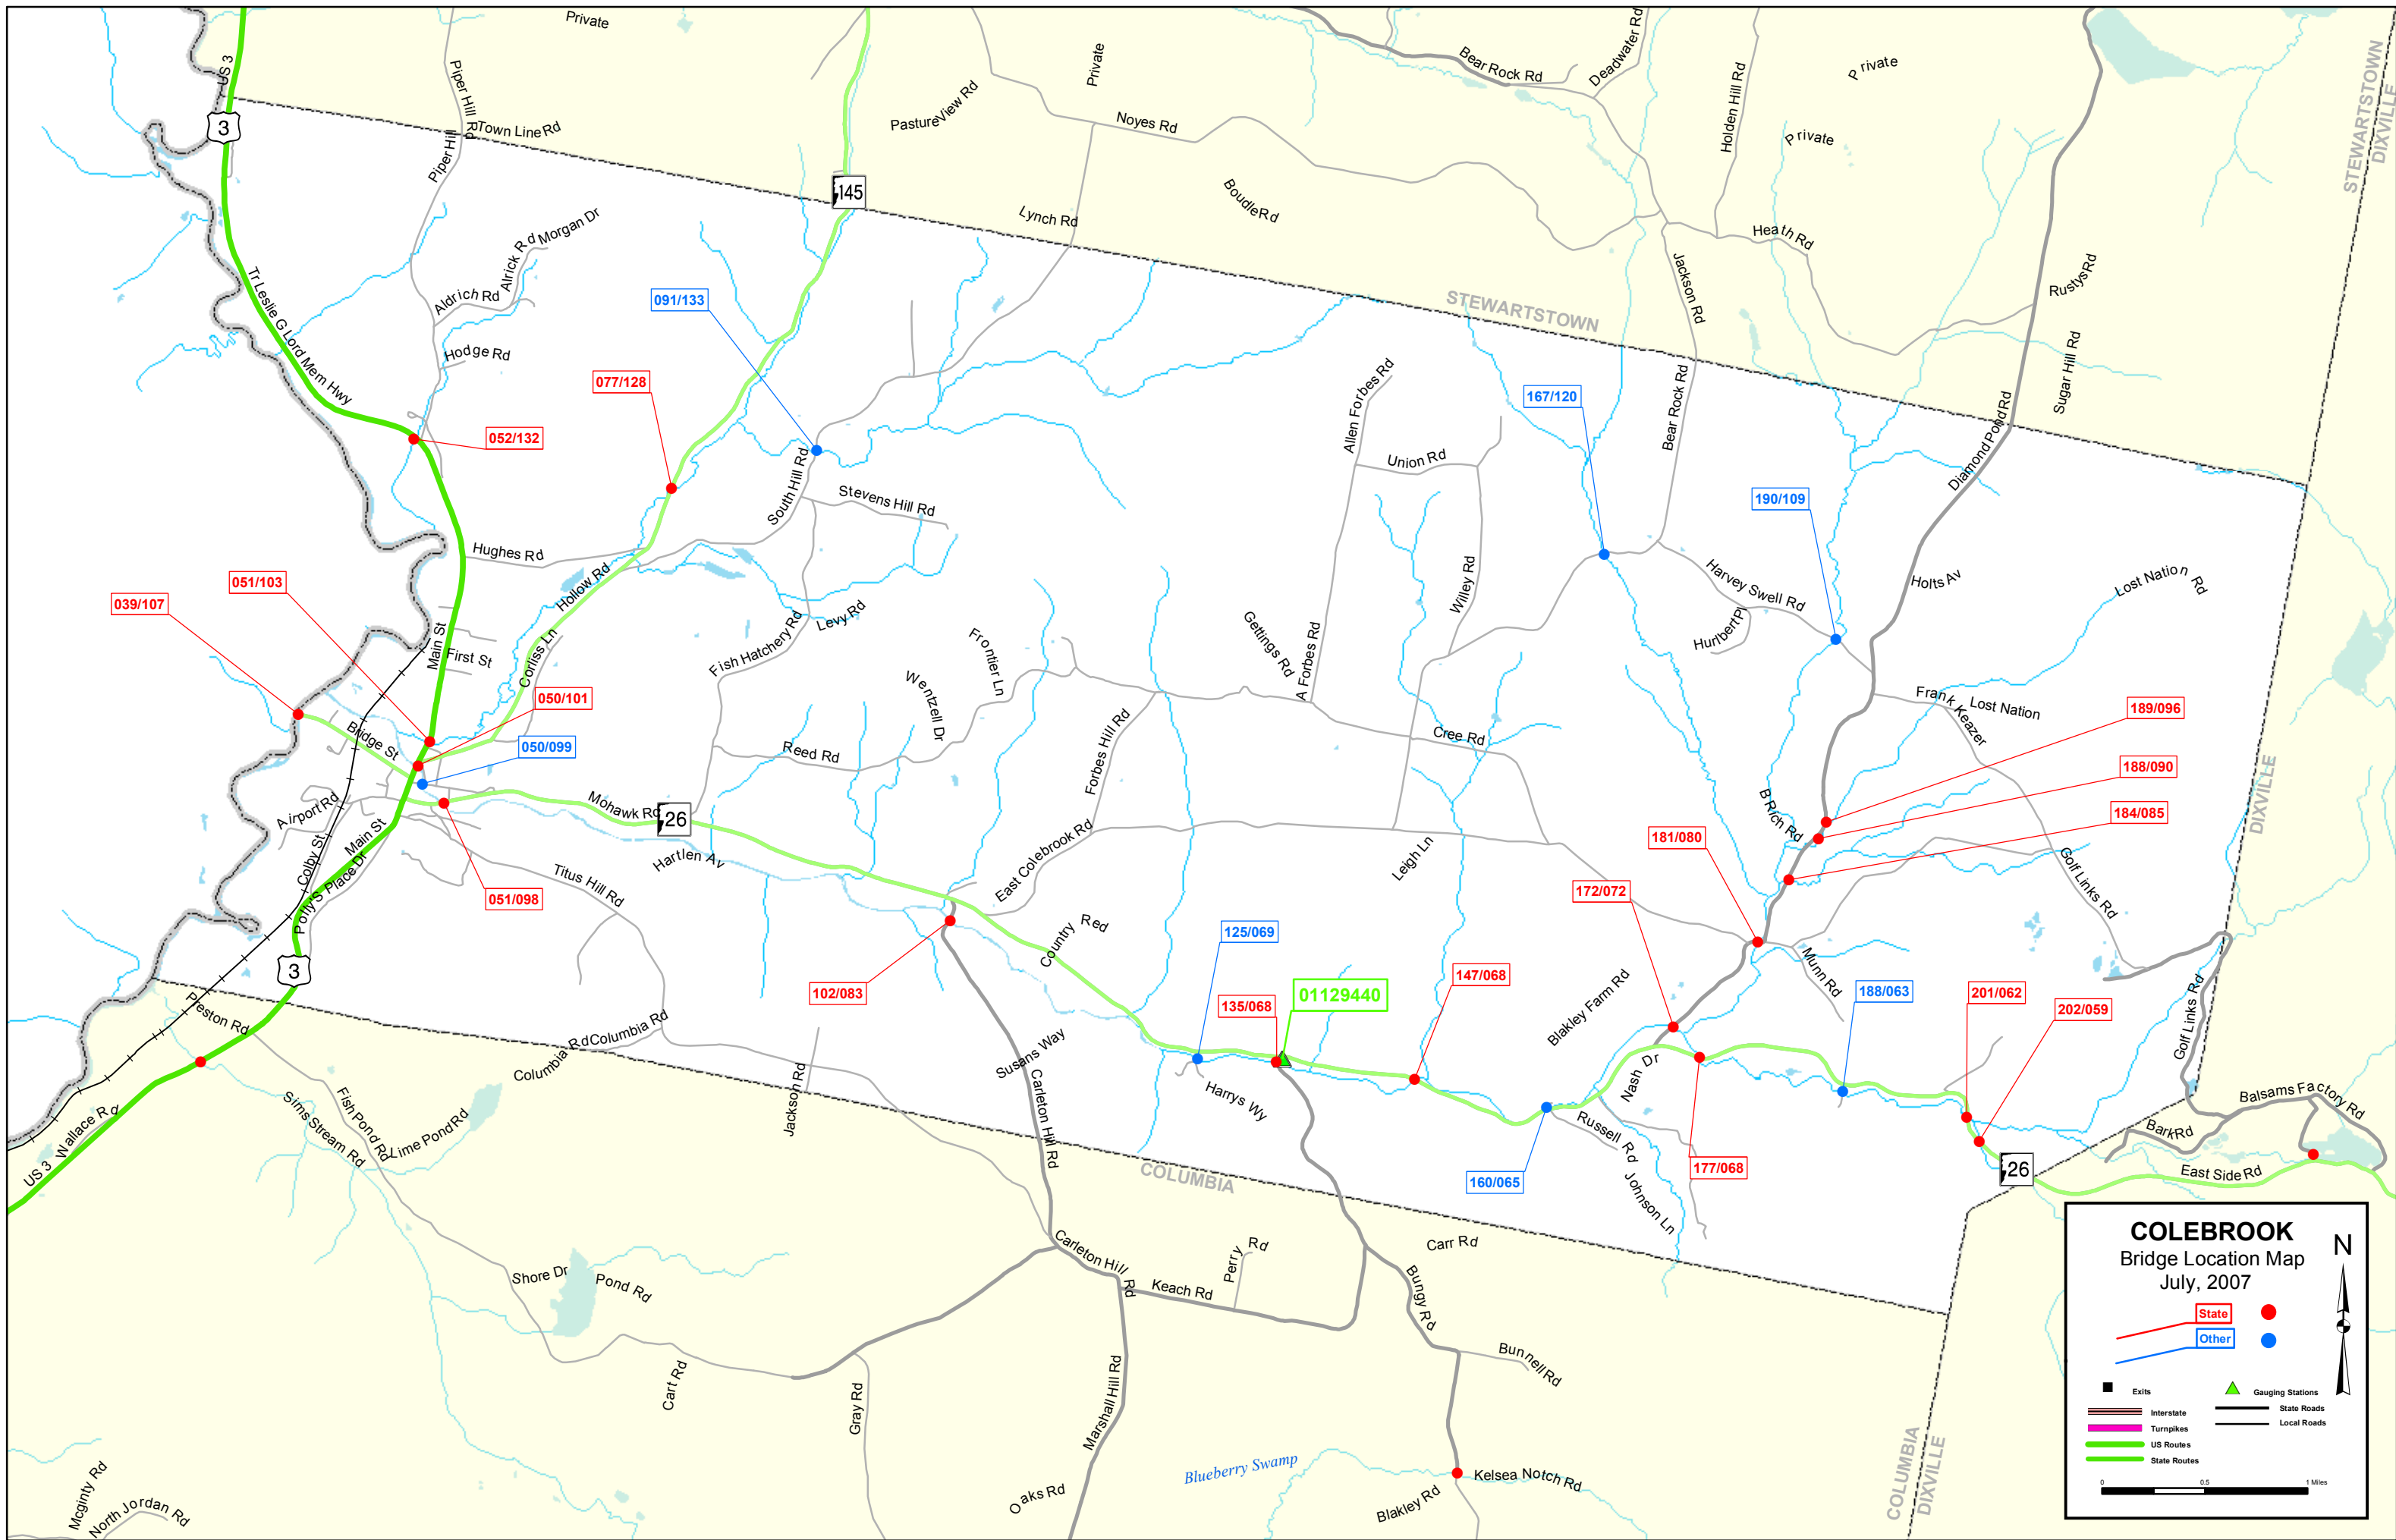 Private
US 3
3
Piper Hill Rd
Town Line Rd
Piper Hill
145
Pasture View Rd
Private
Noyes Rd
Lynch Rd
Boudle Rd
Bear Rock Rd
Deadwater Rd
Holden Hill Rd
Private
Private
Heath Rd
Jackson Rd
Rustys Rd
Sugar Hill Rd
STEWARTSTOWN
DIXVILLE
STEWARTSTOWN
Tr Leslie G Lord Mem Hwy
Aldrich Rd
Alrick Rd
Morgan Dr
Hodge Rd
091/133
077/128
052/132
167/120
190/109
Allen Forbes Rd
Union Rd
Bear Rock Rd
Diamond Pond Rd
South Hill Rd
Stevens Hill Rd
Hughes Rd
Hollow Rd
051/103
039/107
Main St
First St
Corliss Ln
050/101
050/099
Bridge St
Fish Hatchery Rd
Levy Rd
Frontier Ln
Wentzell Dr
Reed Rd
Gettings Rd
A Forbes Rd
Willey Rd
Harvey Swell Rd
Hurlbert Pl
Holts Av
Lost Nation Rd
Frank Keazer
Lost Nation
189/096
188/090
184/085
Forbes Hill Rd
Cree Rd
B Rich Rd
181/080
172/072
DIXVILLE
Mohawk Rd
26
Hartlen Av
Airport Rd
Colby St
Main St
Polly'S Place Dr
051/098
Titus Hill Rd
East Colebrook Rd
Leigh Ln
Golf Links Rd
3
102/083
Country Red
125/069
135/068
01129440
147/068
Blakley Farm Rd
Munn Rd
188/063
201/062
202/059
Golf Links Rd
Preston Rd
Columbia Rd
Columbia Rd
Jackson Rd
Susans Way
Carleton Hill Rd
Harrys Wy
Nash Dr
Russell Rd
177/068
160/065
Johnson Ln
Balsams Factory Rd
Bark Rd
26
East Side Rd
US 3
Wallace Rd
Sims Stream Rd
Fish Pond Rd
Lime Pond Rd
COLUMBIA
Shore Dr
Pond Rd
Carleton Hill Rd
Keach Rd
Perry Rd
Carr Rd
Bungy Rd
Bunnell Rd
Cart Rd
Gray Rd
Marshall Hill Rd
Oaks Rd
Blueberry Swamp
Kelsea Notch Rd
Blakley Rd
Mcginty Rd
North Jordan Rd
COLUMBIA
DIXVILLE
COLEBROOK
Bridge Location Map
July, 2007
N
State
Other
Exits
Gauging Stations
Interstate
State Roads
Turnpikes
Local Roads
US Routes
State Routes
0 0.5 1 Miles